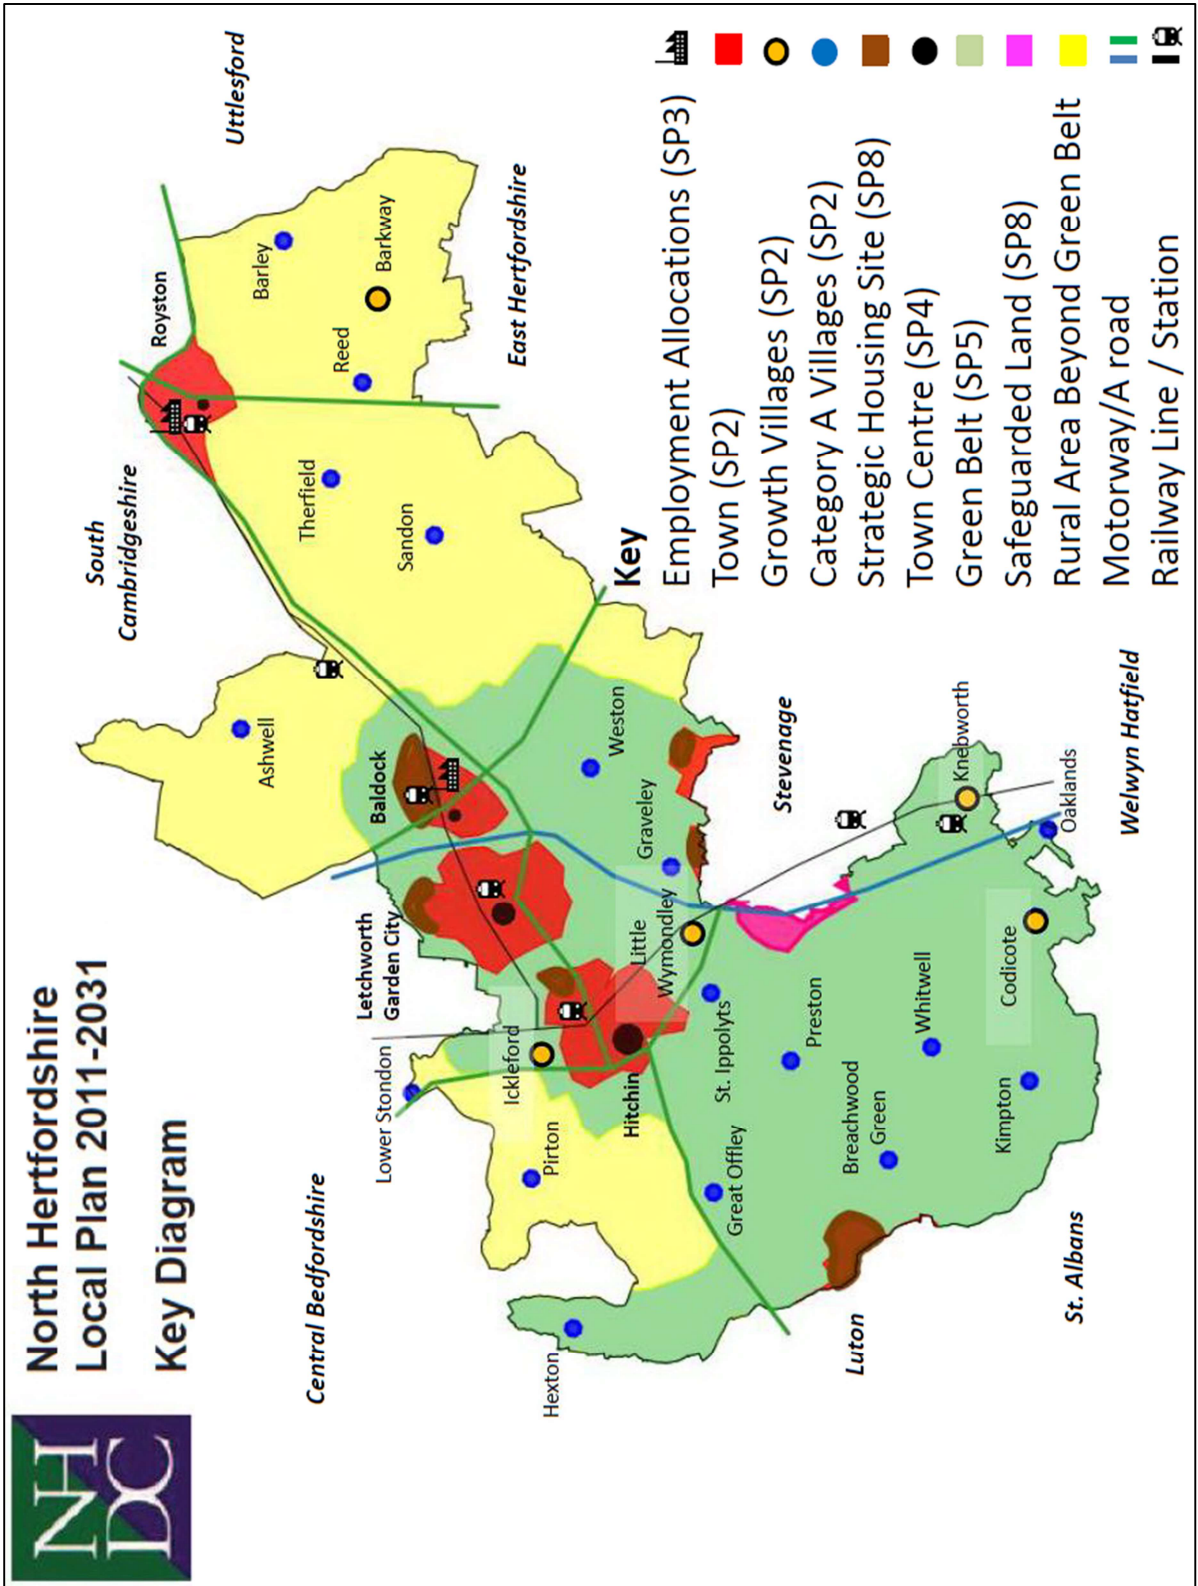 NH
DC
North Hertfordshire
Local Plan 2011-2031
Key Diagram
Central Bedfordshire
South
Cambridgeshire
Uttlesford
East Hertfordshire
Stevenage
Welwyn Hatfield
St. Albans
Luton
Royston
Barley
Barkway
Reed
Therfield
Sandon
Ashwell
Baldock
Letchworth
Garden City
Weston
Graveley
Little
Wymondley
Lower Stondon
Ickleford
Hitchin
Pirton
Hexton
Great Offley
St. Ippolyts
Preston
Breachwood
Green
Whitwell
Kimpton
Codicote
Knebworth
Oaklands
Key
Employment Allocations (SP3)
Town (SP2)
Growth Villages (SP2)
Category A Villages (SP2)
Strategic Housing Site (SP8)
Town Centre (SP4)
Green Belt (SP5)
Safeguarded Land (SP8)
Rural Area Beyond Green Belt
Motorway/A road
Railway Line / Station